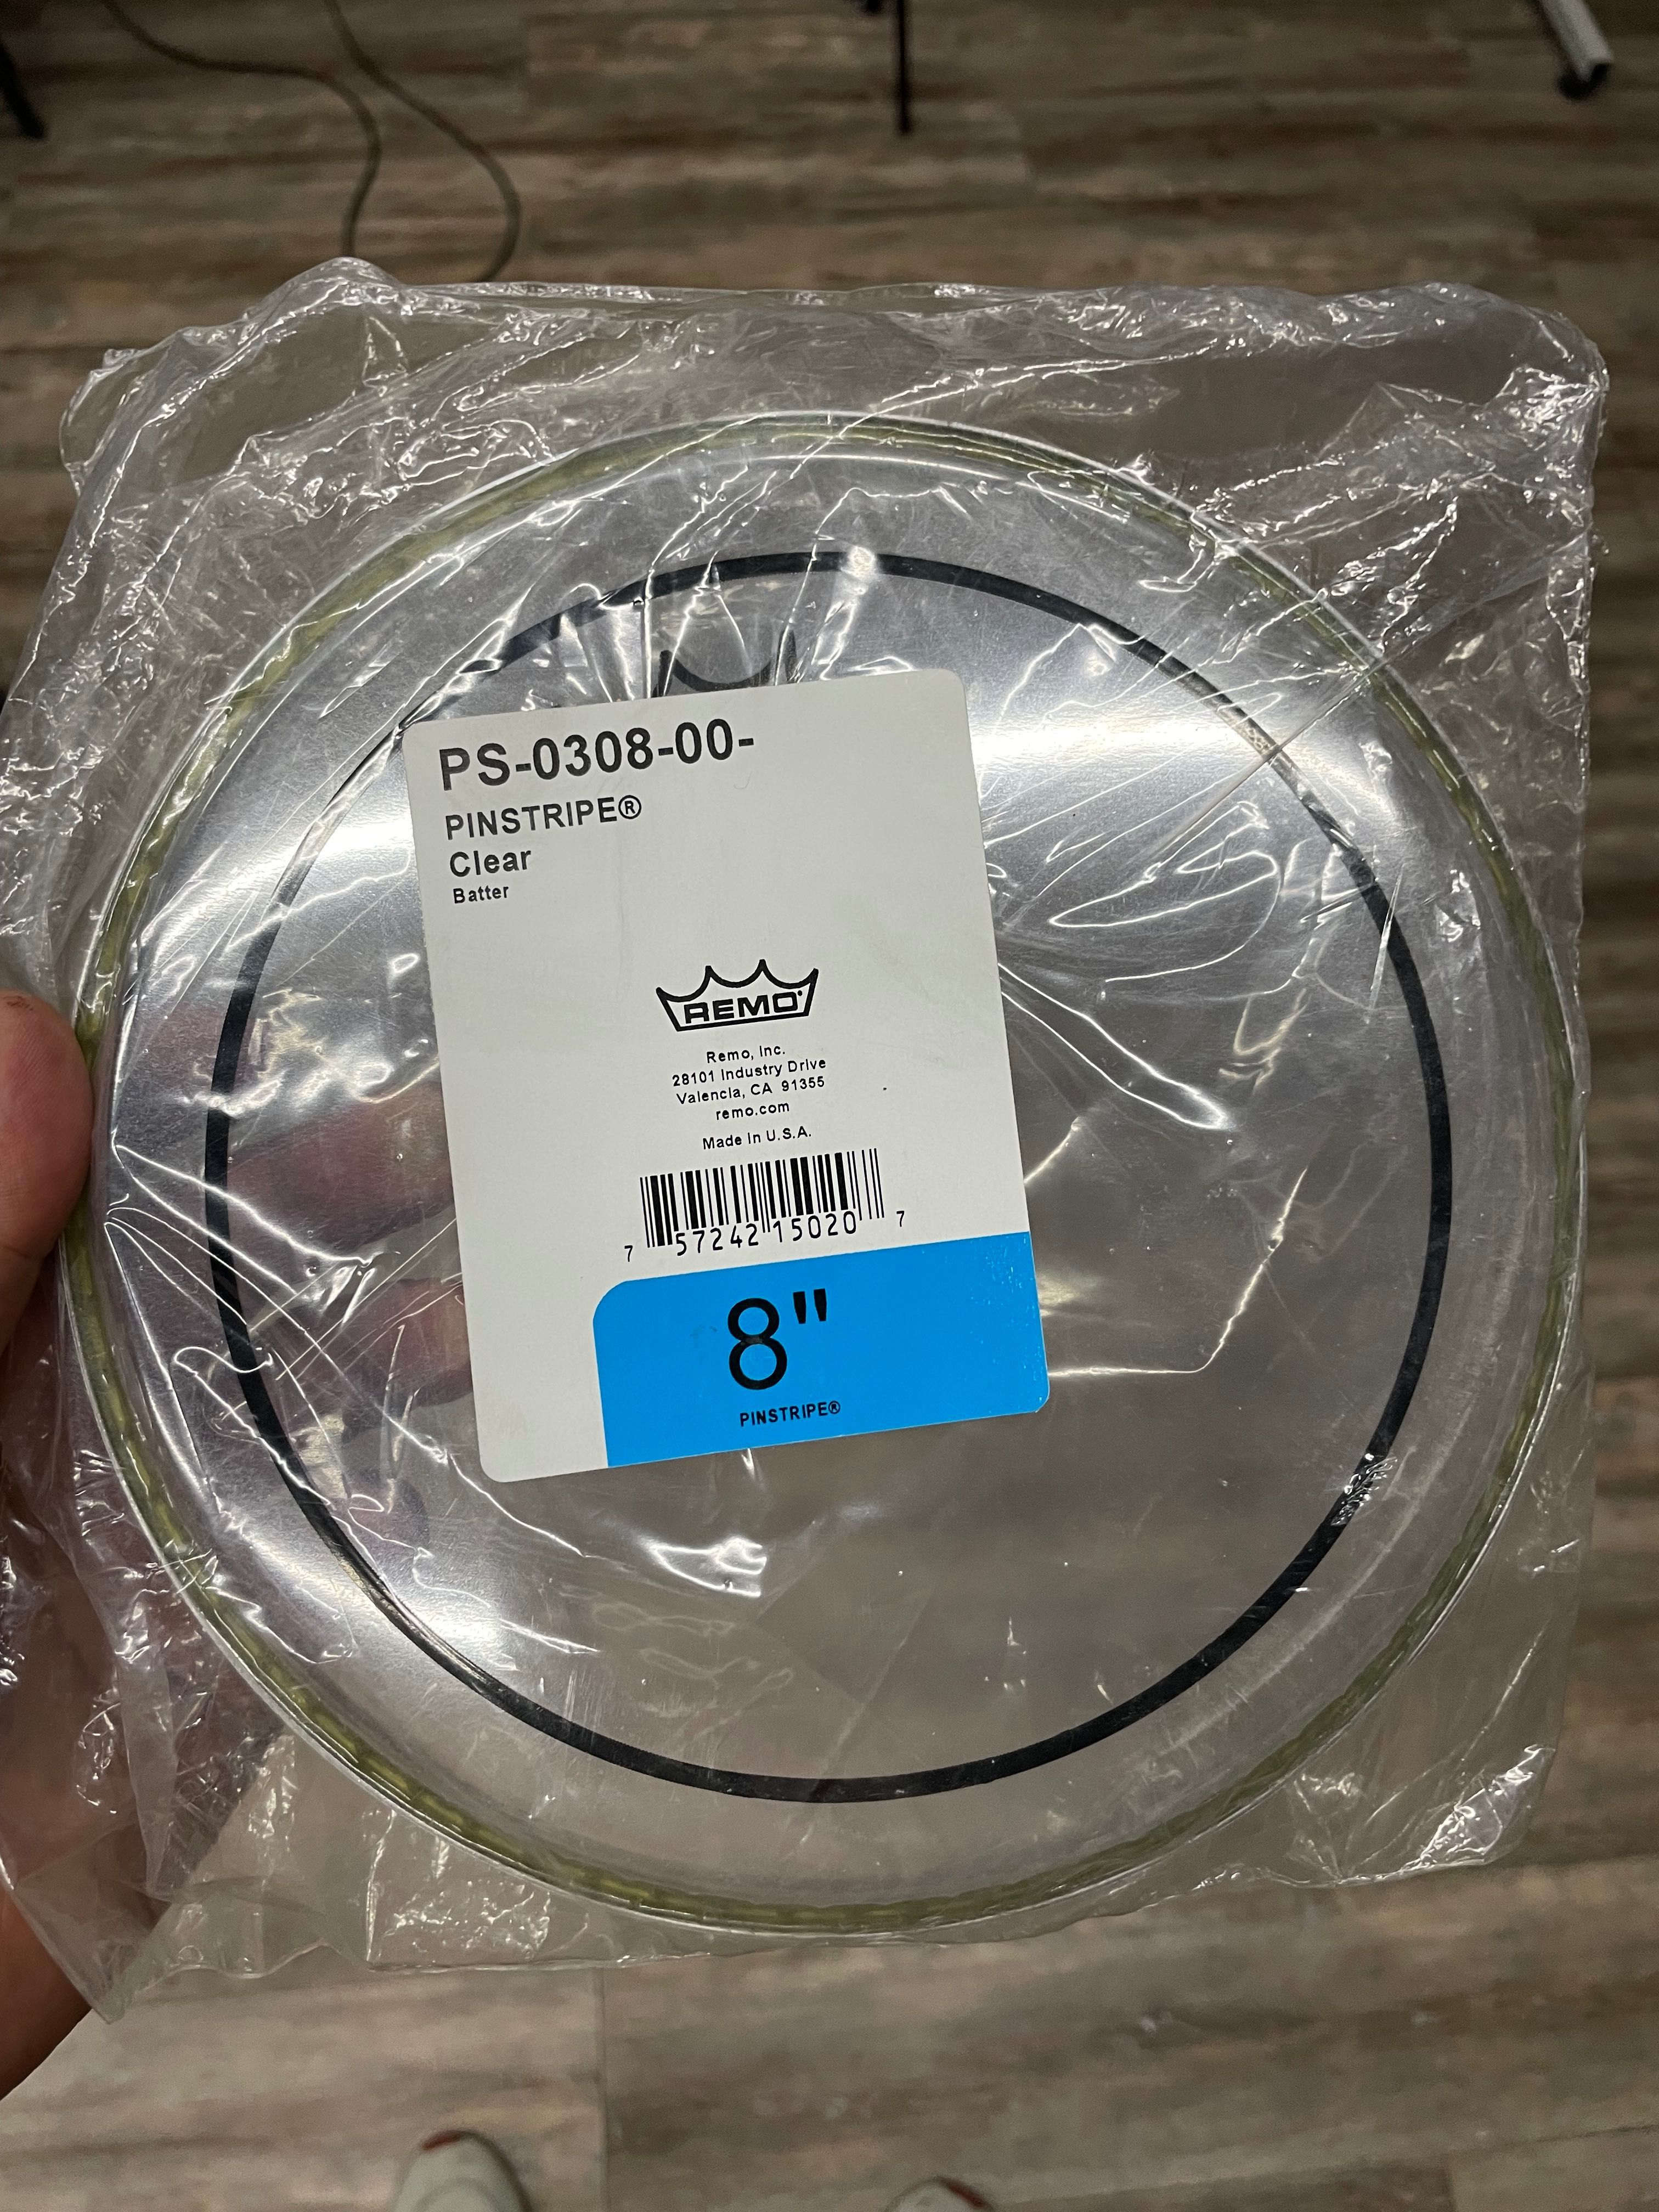 PS-0308-00-
PINSTRIPE®
Clear
Batter
REMO
Remo, Inc.
28101 Industry Drive
Valencia, CA 91355
remo.com
Made in U.S.A.
7 57242 15020 7
8"
PINSTRIPE®